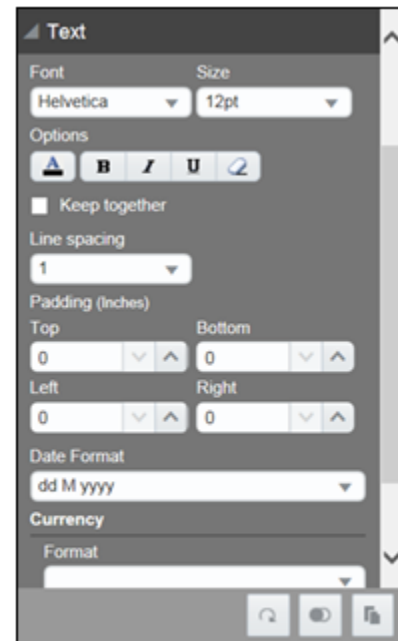 Text
Font Size
Helvetica 12pt
Options
A B I U
Keep together
Line spacing
1
Padding (Inches)
Top Bottom
0 0
Left Right
0 0
Date Format
dd M yyyy
Currency
Format